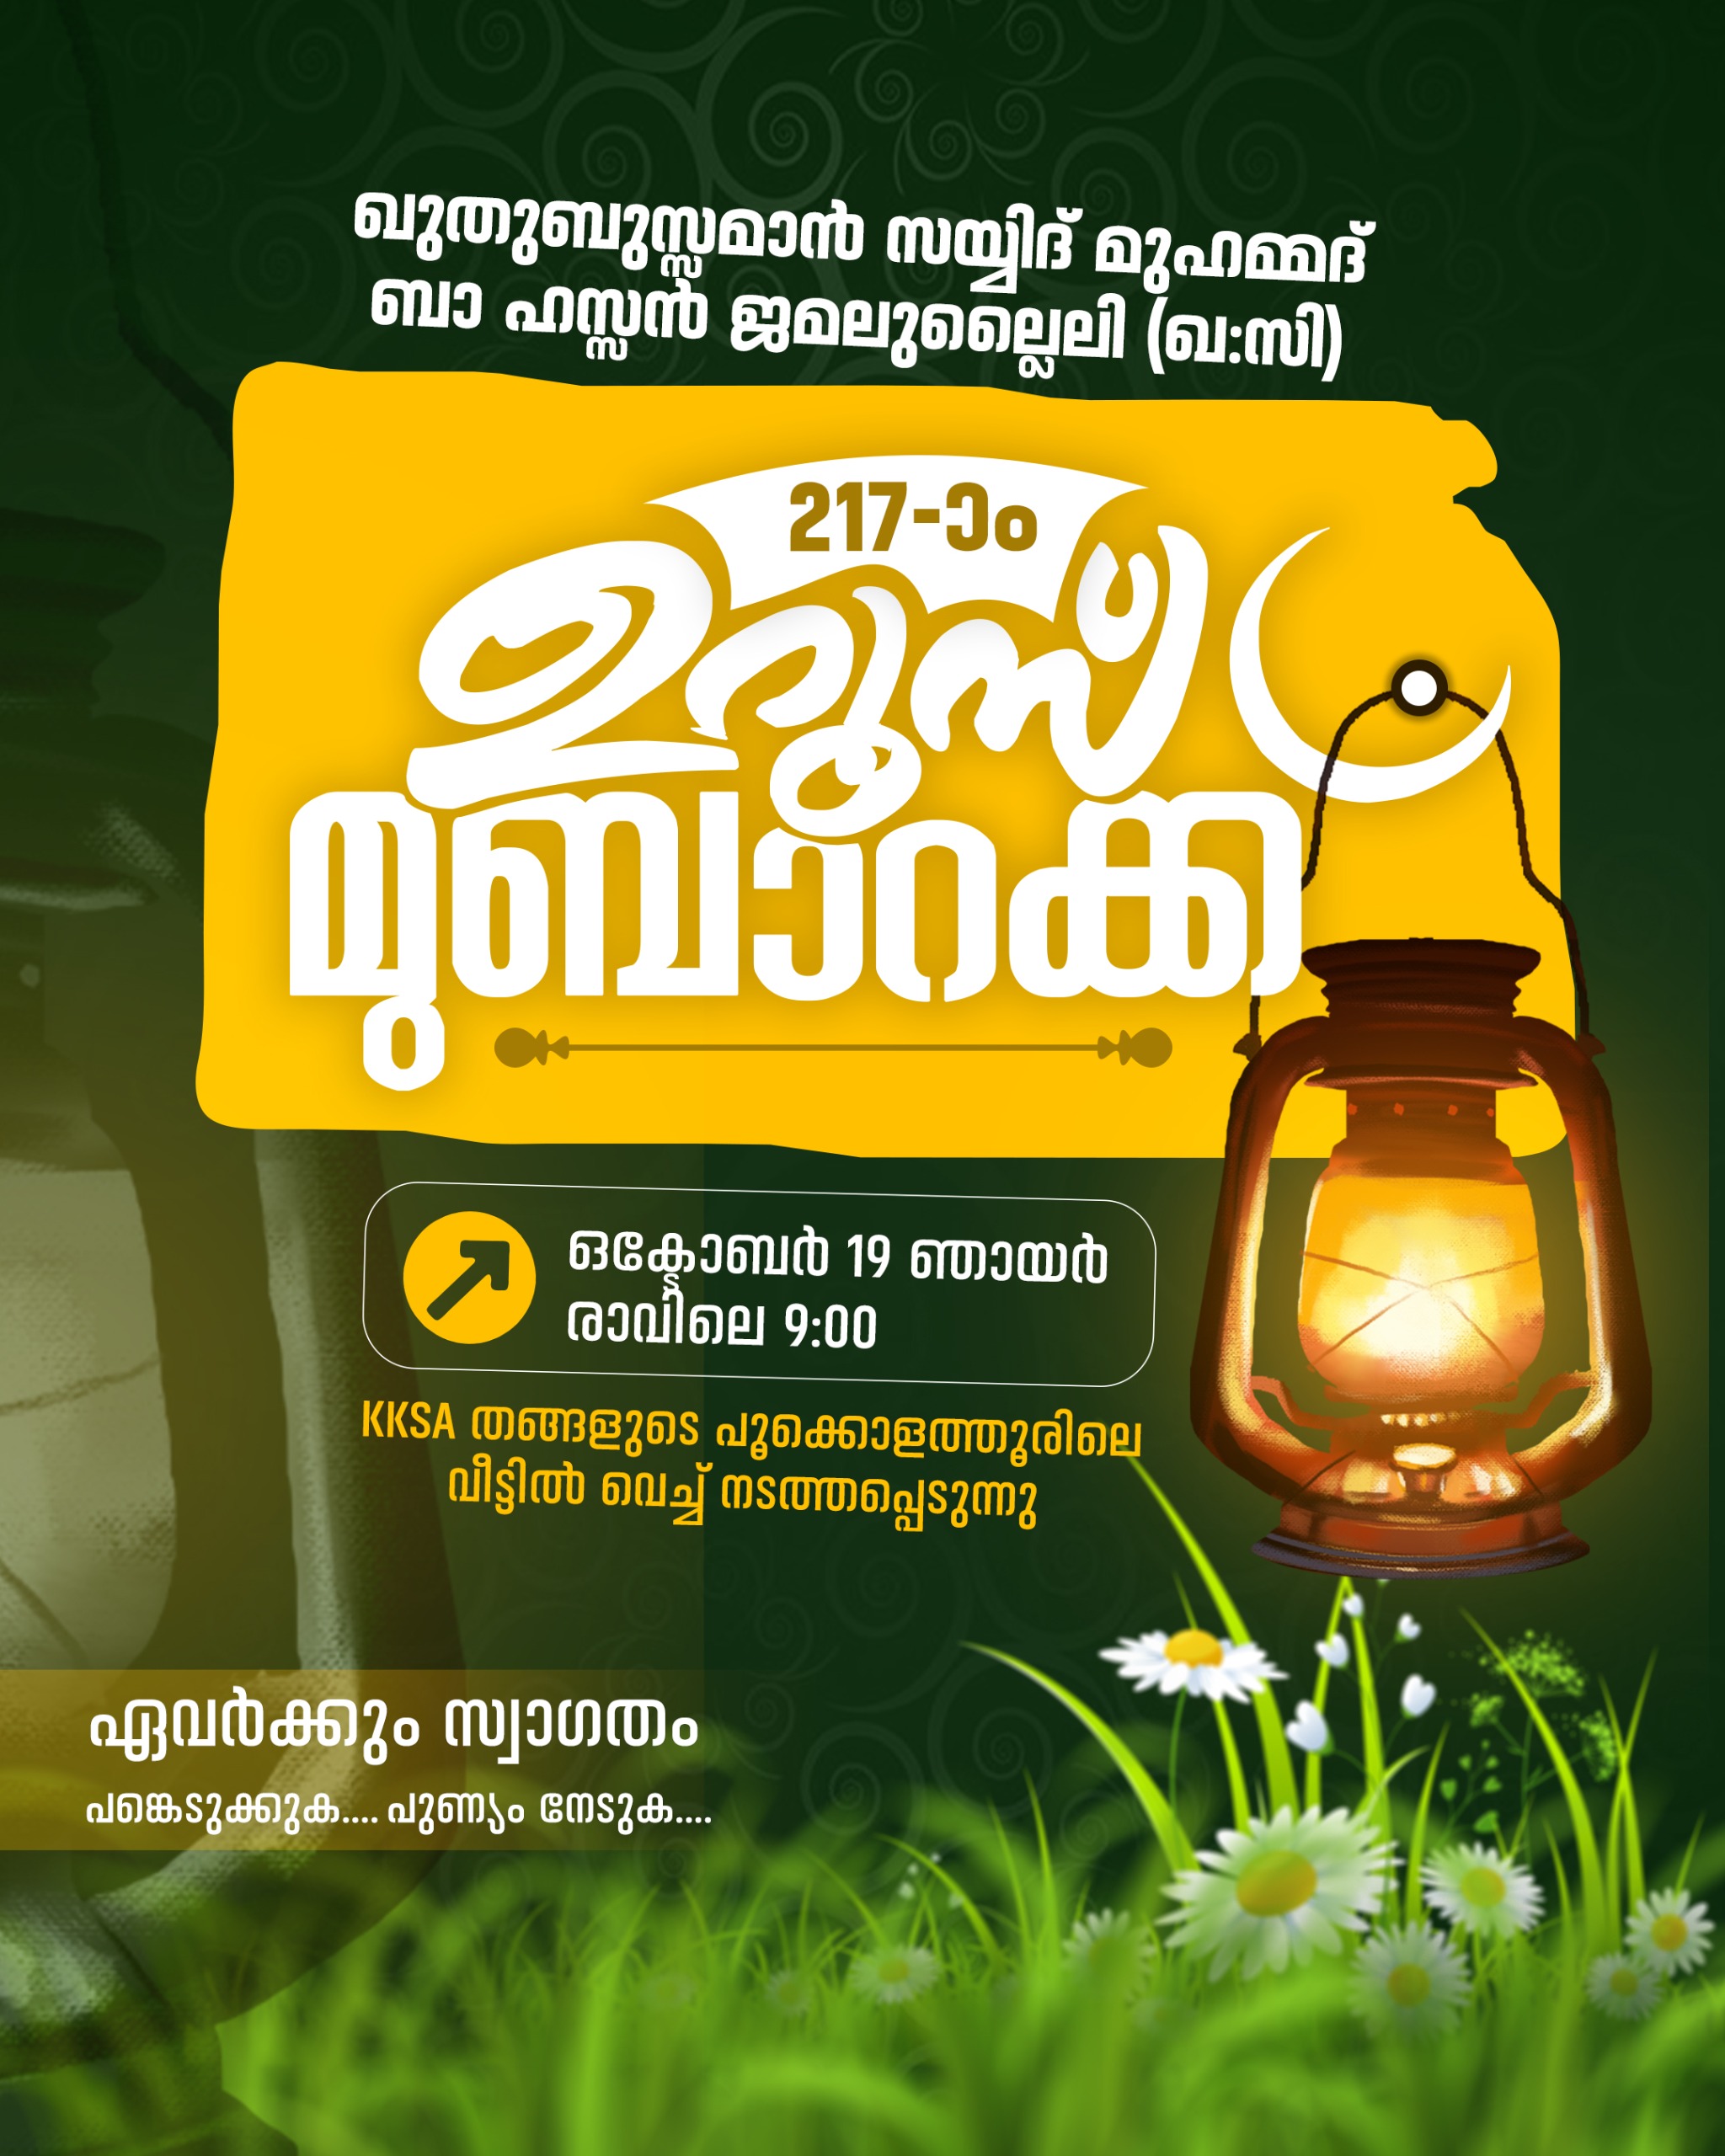 ഖുതുബുസ്സമാൻ സയ്യിദ് മുഹമ്മദ്
ബാ ഹസ്സൻ ജമലുല്ലൈലി (ഖ:സി)
217-ാം
ഉറൂസീ
മുബാറക്ക
ഒക്ടോബർ 19 ഞായർ
രാവിലെ 9:00
KKSA തങ്ങളുടെ പൂക്കൊളത്തൂരിലെ
വീട്ടിൽ വെച്ച് നടത്തപ്പെടുന്നു
ഏവർക്കും സ്വാഗതം
പങ്കെടുക്കുക.... പുണ്യം നേടുക....